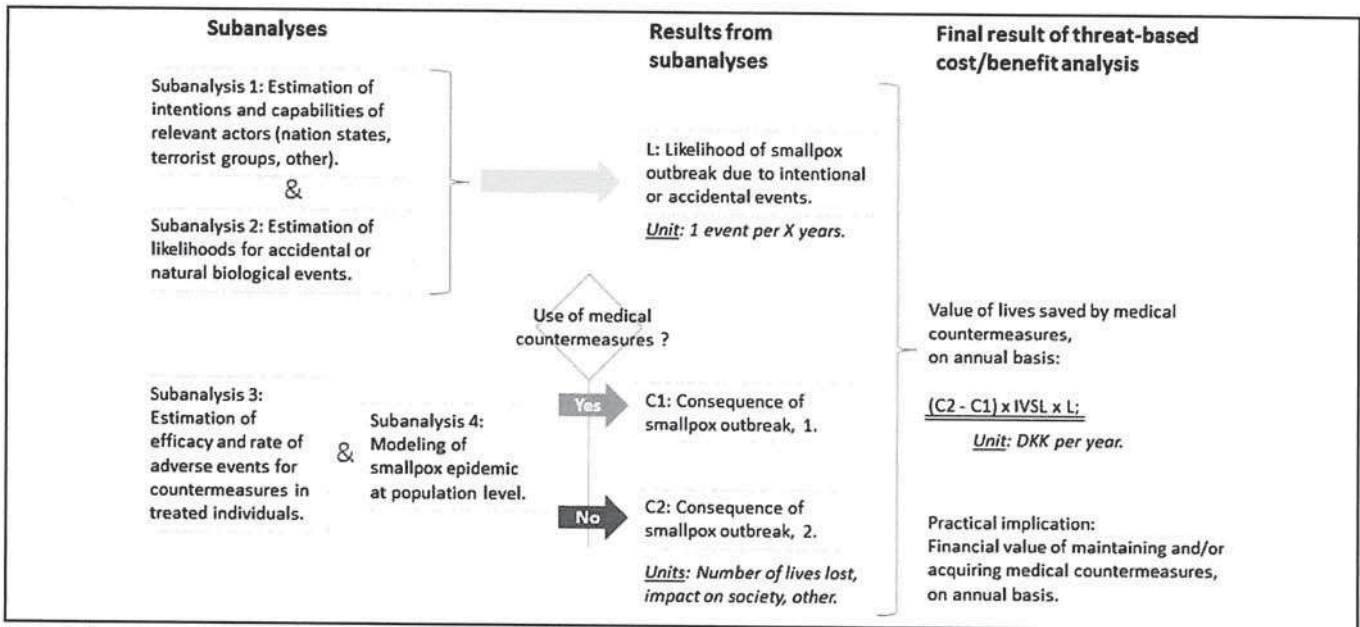 Subanalyses
Results from
subanalyses
Final result of threat-based
cost/benefit analysis
Subanalysis 1: Estimation of
intentions and capabilities of
relevant actors (nation states,
terrorist groups, other).
&
Subanalysis 2: Estimation of
likelihoods for accidental or
natural biological events.
L: Likelihood of smallpox
outbreak due to intentional
or accidental events.
Unit: 1 event per X years.
Use of medical
countermeasures ?
Subanalysis 3:
Estimation of
efficacy and rate of
adverse events for
countermeasures in
treated individuals.
&
Subanalysis 4:
Modeling of
smallpox epidemic
at population level.
Yes
C1: Consequence of
smallpox outbreak, 1.
No
C2: Consequence of
smallpox outbreak, 2.
Units: Number of lives lost,
impact on society, other.
Value of lives saved by medical
countermeasures,
on annual basis:
(C2 - C1) x IVSL x L;
Unit: DKK per year.
Practical implication:
Financial value of maintaining and/or
acquiring medical countermeasures,
on annual basis.